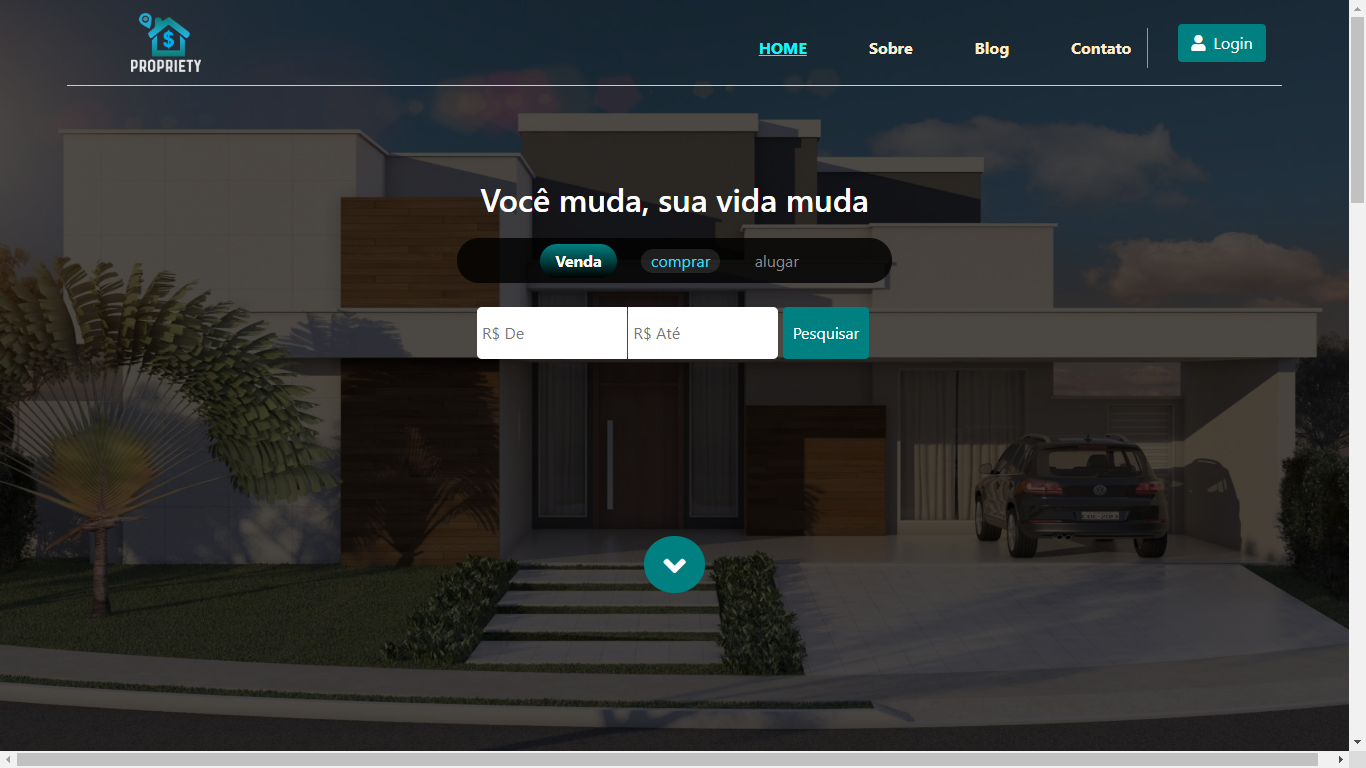 PROPRIETY
HOME Sobre Blog Contato Login
Você muda, sua vida muda
Venda comprar alugar
R$ De R$ Até Pesquisar